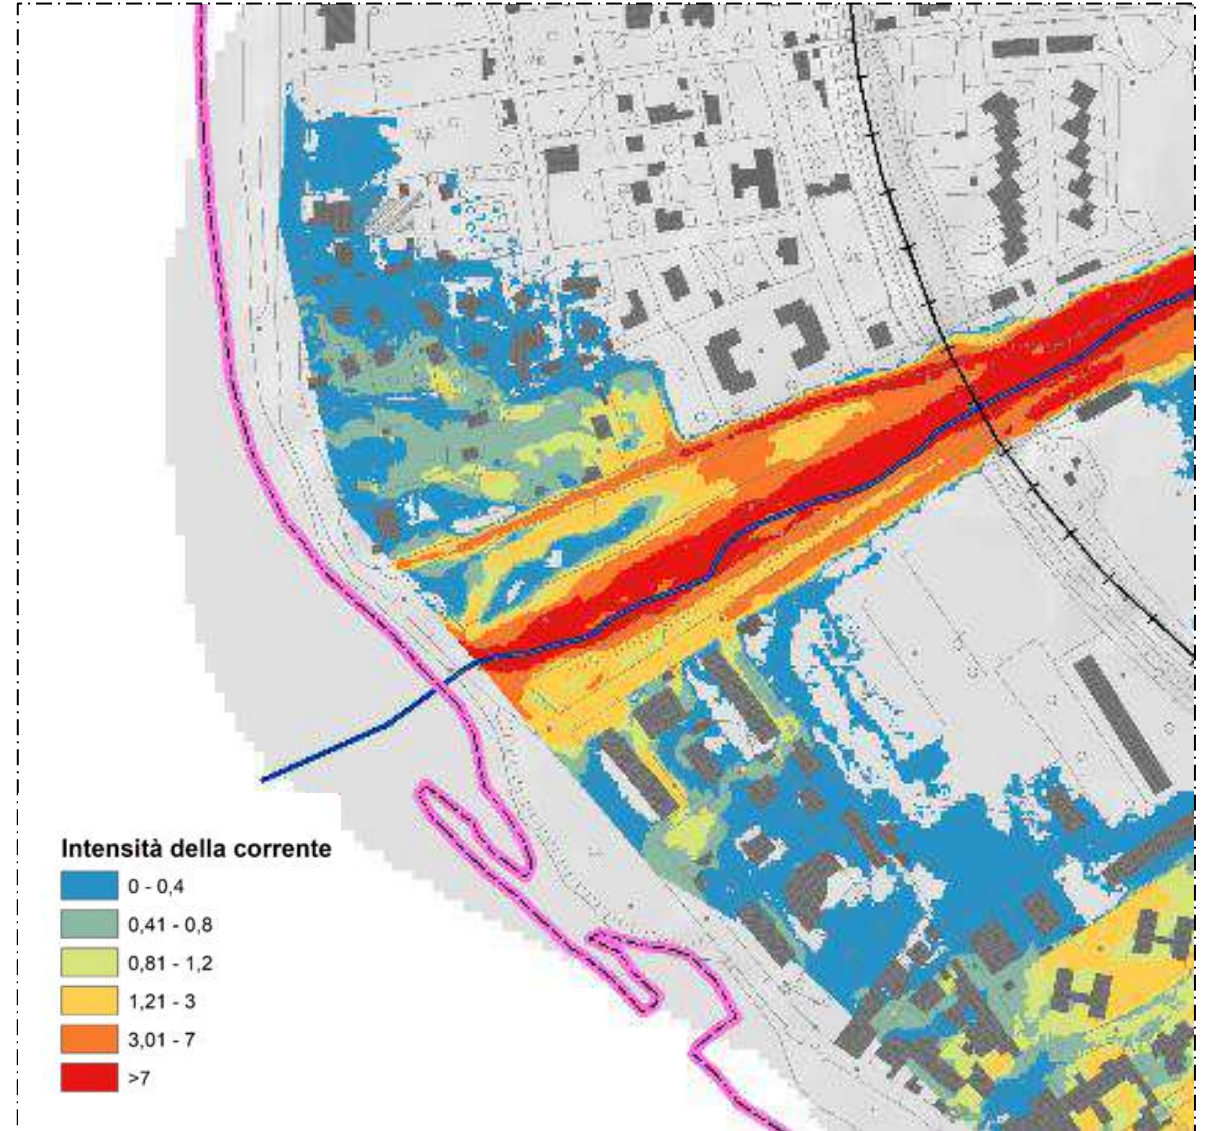 Intensità della corrente
0 - 0,4
0,41 - 0,8
0,81 - 1,2
1,21 - 3
3,01 - 7
>7